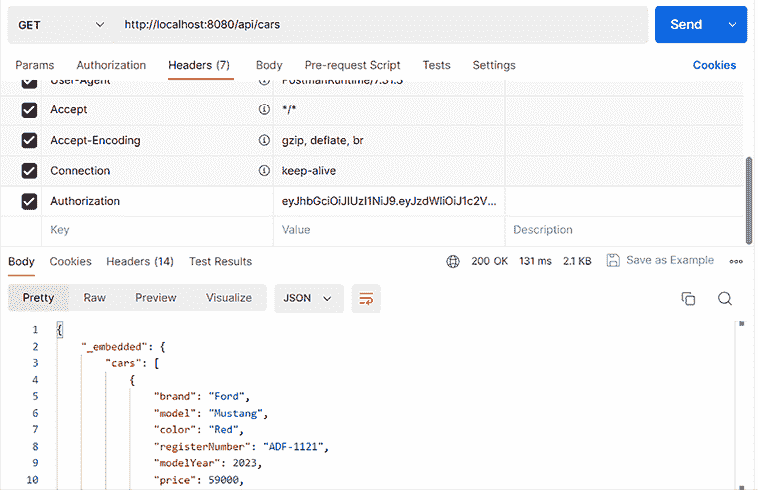 GET http://localhost:8080/api/cars Send
Params Authorization Headers (7) Body Pre-request Script Tests Settings Cookies
User-Agent PostmanRuntime/7.31.3
Accept */*
Accept-Encoding gzip, deflate, br
Connection keep-alive
Authorization eyJhbGciOiJIUzI1NiJ9.eyJzdWIiOiJ1c2V...
Key Value Description
Body Cookies Headers (14) Test Results 200 OK 131 ms 2.1 KB Save as Example
Pretty Raw Preview Visualize JSON
1 {
2 "_embedded": {
3 "cars": [
4 {
5 "brand": "Ford",
6 "model": "Mustang",
7 "color": "Red",
8 "registerNumber": "ADF-1121",
9 "modelYear": 2023,
10 "price": 59000,